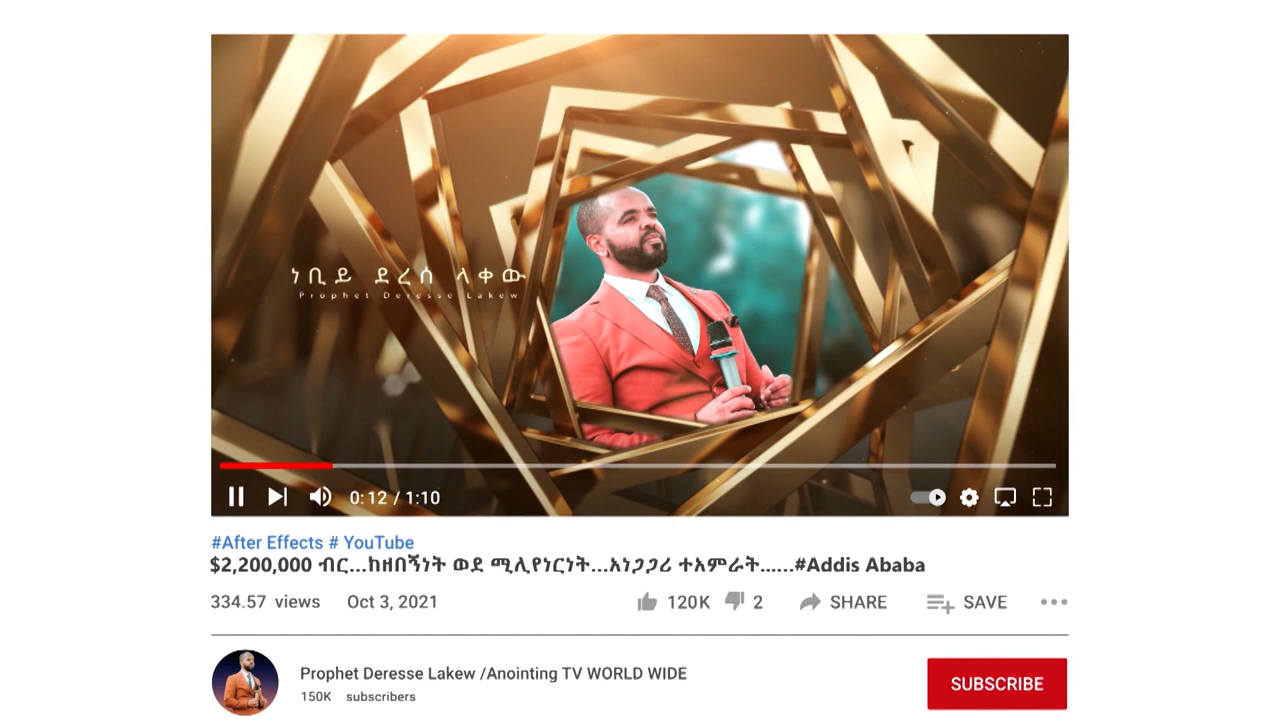 ነቢይ ደረሰ ላቀው
Prophet Deresse Lakew
0:12 / 1:10
#After Effects # YouTube
$2,200,000 ብር...ከዘበኝነት ወደ ሚሊየነርነት...አነጋጋሪ ተአምራት......#Addis Ababa
334.57 views Oct 3, 2021 120K 2 SHARE SAVE
Prophet Deresse Lakew /Anointing TV WORLD WIDE
150K subscribers
SUBSCRIBE